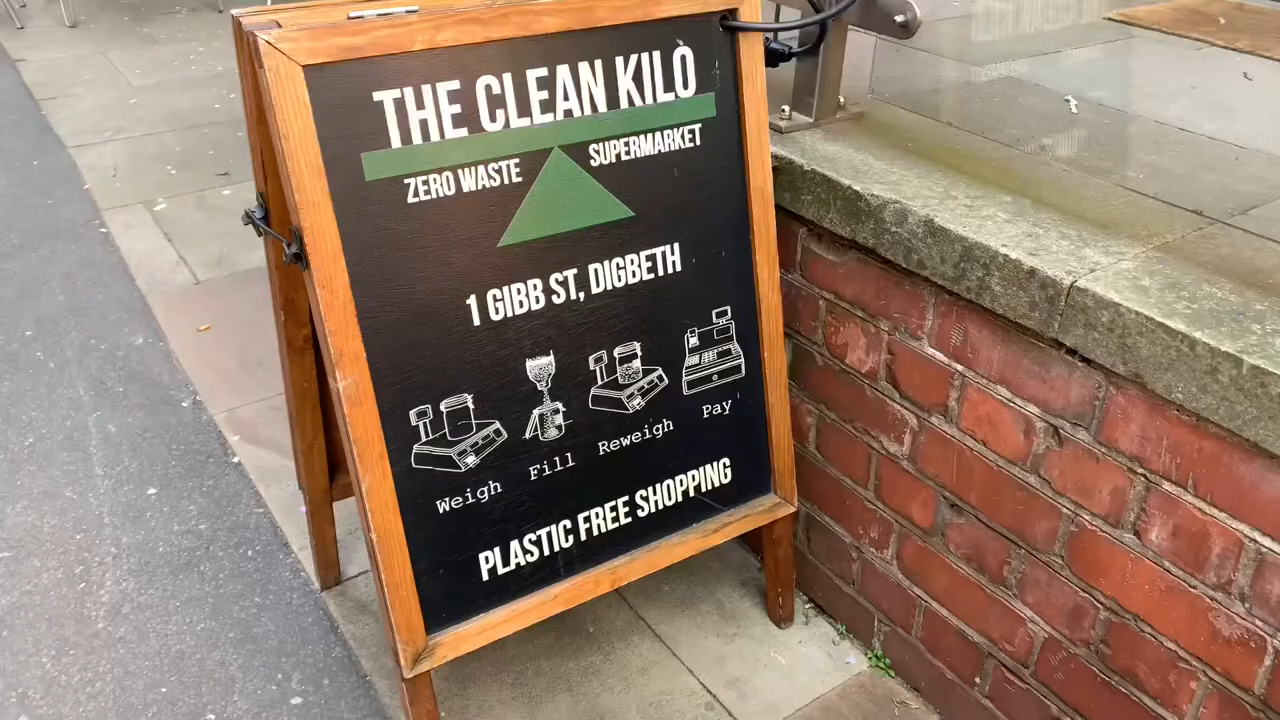 THE CLEAN KILO
ZERO WASTE SUPERMARKET
1 GIBB ST, DIGBETH
Weigh Fill Reweigh Pay
PLASTIC FREE SHOPPING